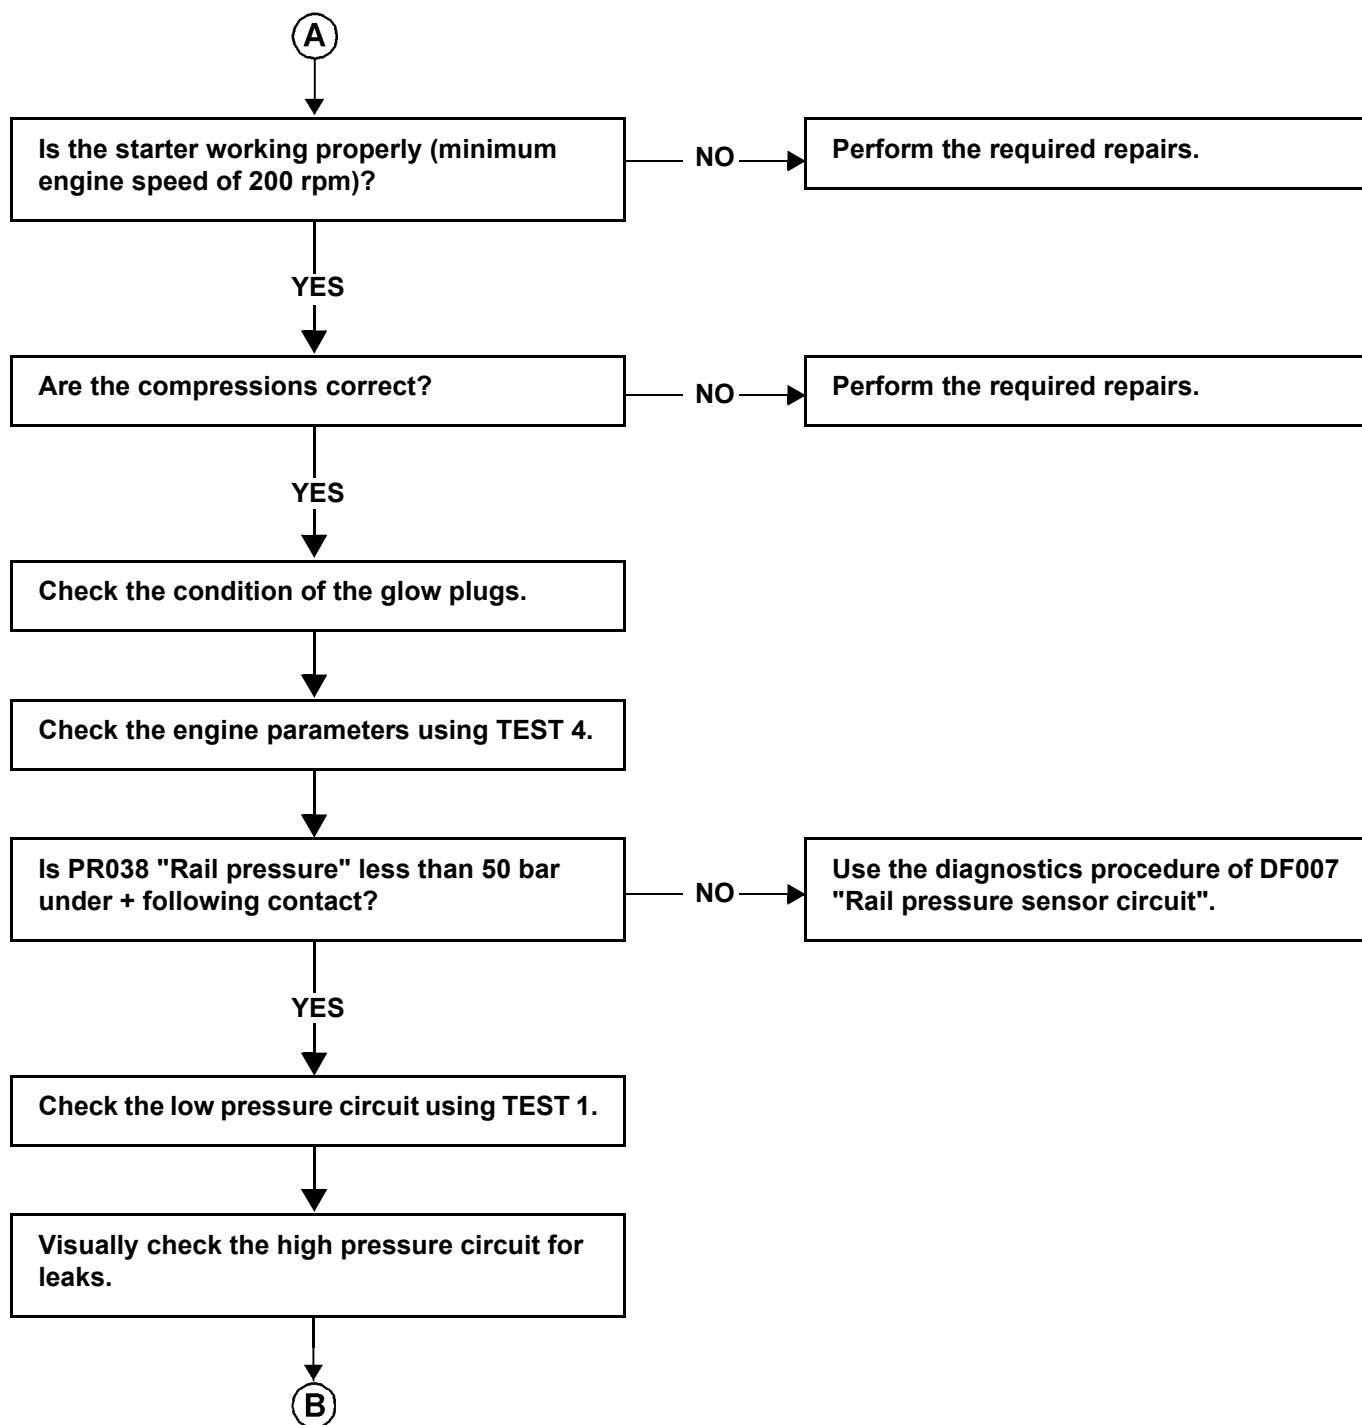 A
Is the starter working properly (minimum
engine speed of 200 rpm)?
NO
Perform the required repairs.
YES
Are the compressions correct?
NO
Perform the required repairs.
YES
Check the condition of the glow plugs.
Check the engine parameters using TEST 4.
Is PR038 "Rail pressure" less than 50 bar
under + following contact?
NO
Use the diagnostics procedure of DF007
"Rail pressure sensor circuit".
YES
Check the low pressure circuit using TEST 1.
Visually check the high pressure circuit for
leaks.
B